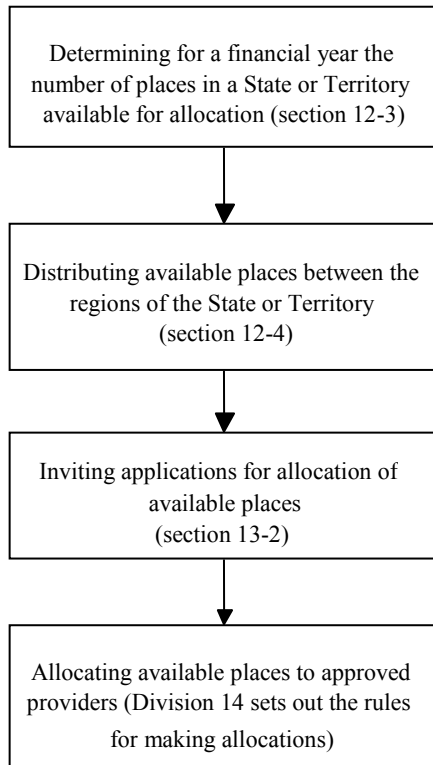 Determining for a financial year the
number of places in a State or Territory
available for allocation (section 12-3)
Distributing available places between the
regions of the State or Territory
(section 12-4)
Inviting applications for allocation of
available places
(section 13-2)
Allocating available places to approved
providers (Division 14 sets out the rules
for making allocations)